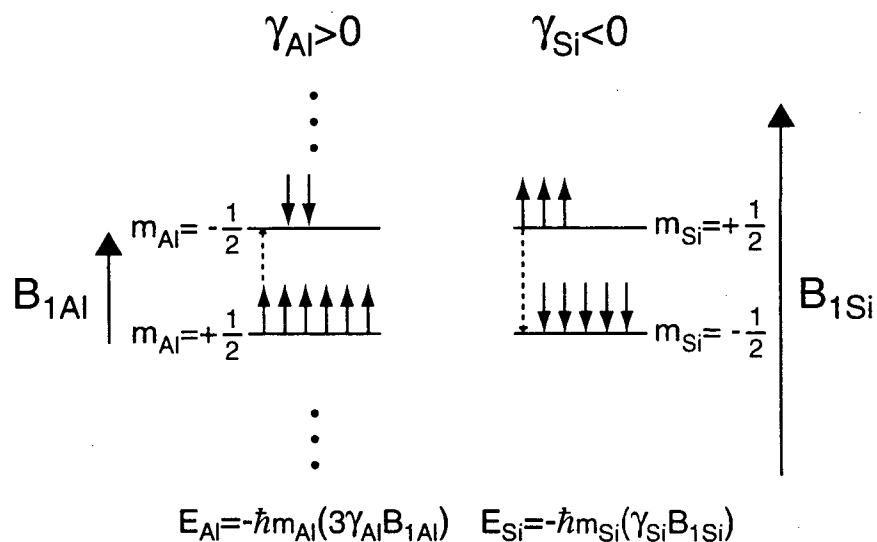 γAl>0 γSi<0
mAl= -1/2 mSi=+1/2
B1Al B1Si
mAl=+1/2 mSi= -1/2
EAl=-ħmAl(3γAlB1Al) ESi=-ħmSi(γSiB1Si)